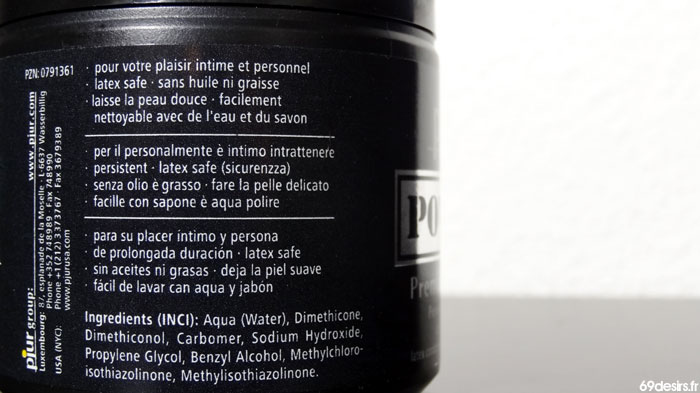 PZN: 0791361
· pour votre plaisir intime et personnel
· latex safe · sans huile ni graisse
· laisse la peau douce · facilement
nettoyable avec de l'eau et du savon
· per il personalmente è intimo intrattenere
· persistent · latex safe (sicurenzza)
· senza olio è grasso · fare la pelle delicato
· facille con sapone è aqua polire
· para su placer intimo y persona
de prolongada duración · latex safe
· sin aceites ni grasas · deja la piel suave
· fácil de lavar can aqua y jabón
Ingredients (INCI): Aqua (Water), Dimethicone,
Dimethiconol, Carbomer, Sodium Hydroxide,
Propylene Glycol, Benzyl Alcohol, Methylchloro-
isothiazolinone, Methylisothiazolinone.
pjur group: www.pjur.com
Luxembourg: 87, esplanade de la Moselle · L-6637 Wasserbillig
Phone +352 748989 · Fax 748990
USA (NYC): Phone +1 (212) 3373767 · Fax 3679389
www.pjurusa.com
PO
Pre
69desirs.fr